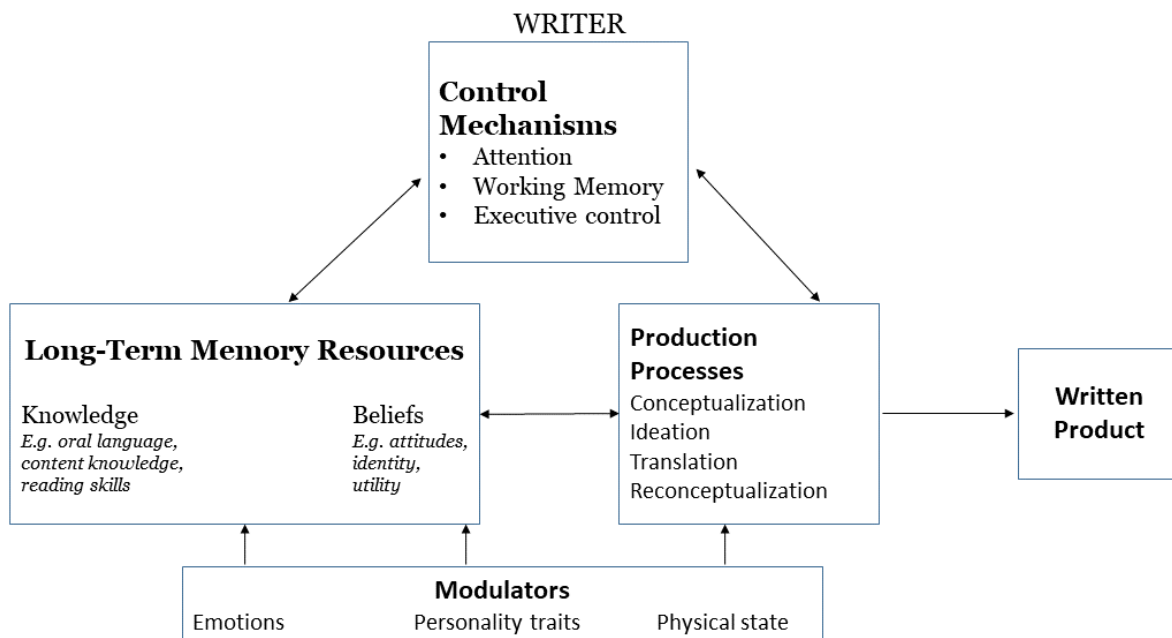 WRITER
Control
Mechanisms
• Attention
• Working Memory
• Executive control
Long-Term Memory Resources
Knowledge
E.g. oral language,
content knowledge,
reading skills
Beliefs
E.g. attitudes,
identity,
utility
Production
Processes
Conceptualization
Ideation
Translation
Reconceptualization
Written
Product
Modulators
Emotions Personality traits Physical state